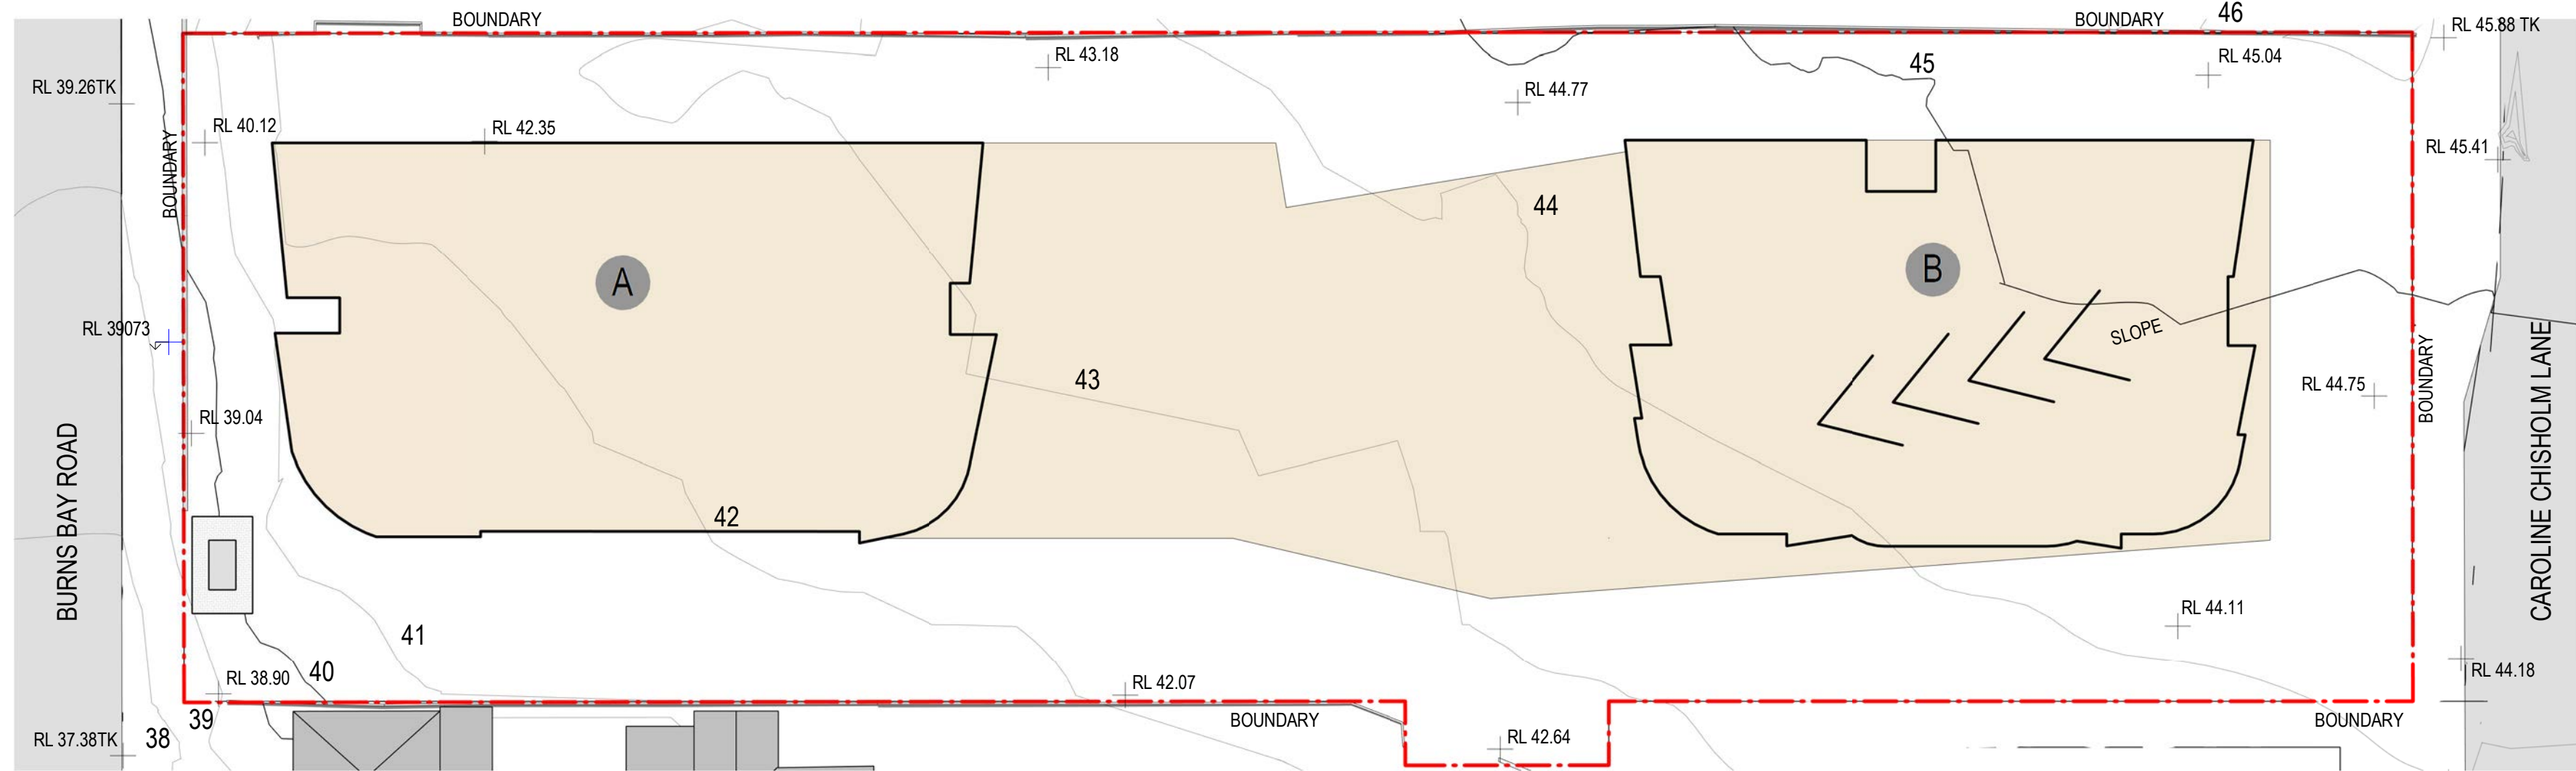 BOUNDARY
BOUNDARY
46
RL 45.88 TK
RL 43.18
45
RL 45.04
RL 39.26TK
RL 44.77
RL 40.12
RL 42.35
RL 45.41
BOUNDARY
44
A
B
RL 39073
SLOPE
43
RL 44.75
BOUNDARY
RL 39.04
BURNS BAY ROAD
CAROLINE CHISHOLM LANE
42
RL 44.11
41
40
RL 38.90
RL 42.07
RL 44.18
39
BOUNDARY
BOUNDARY
38
RL 37.38TK
RL 42.64